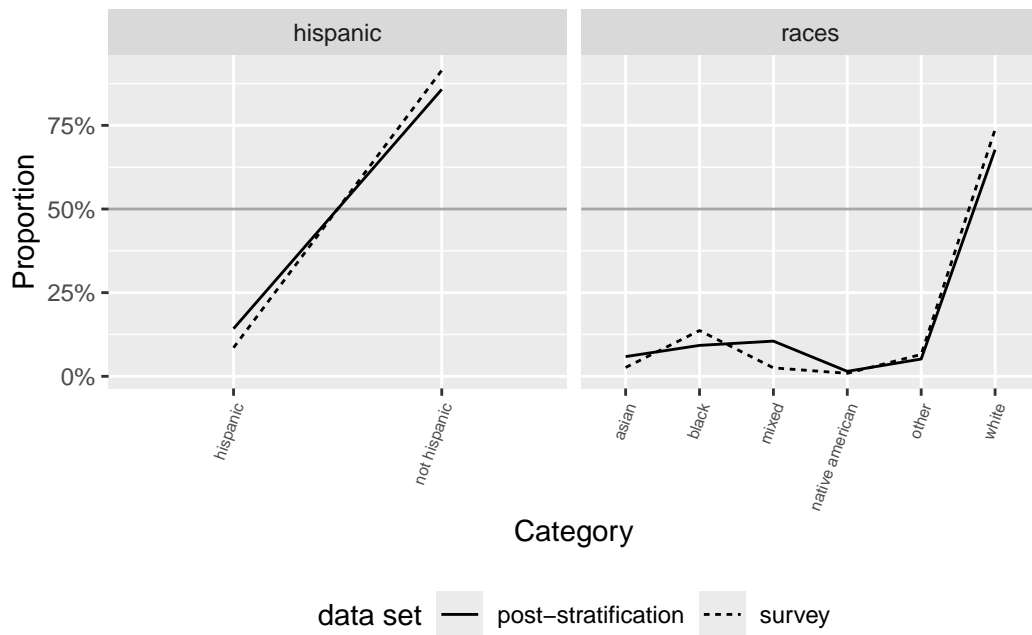 hispanic
races
Proportion
75%
50%
25%
0%
hispanic
not hispanic
asian
black
mixed
native american
other
white
Category
data set
post−stratification
survey